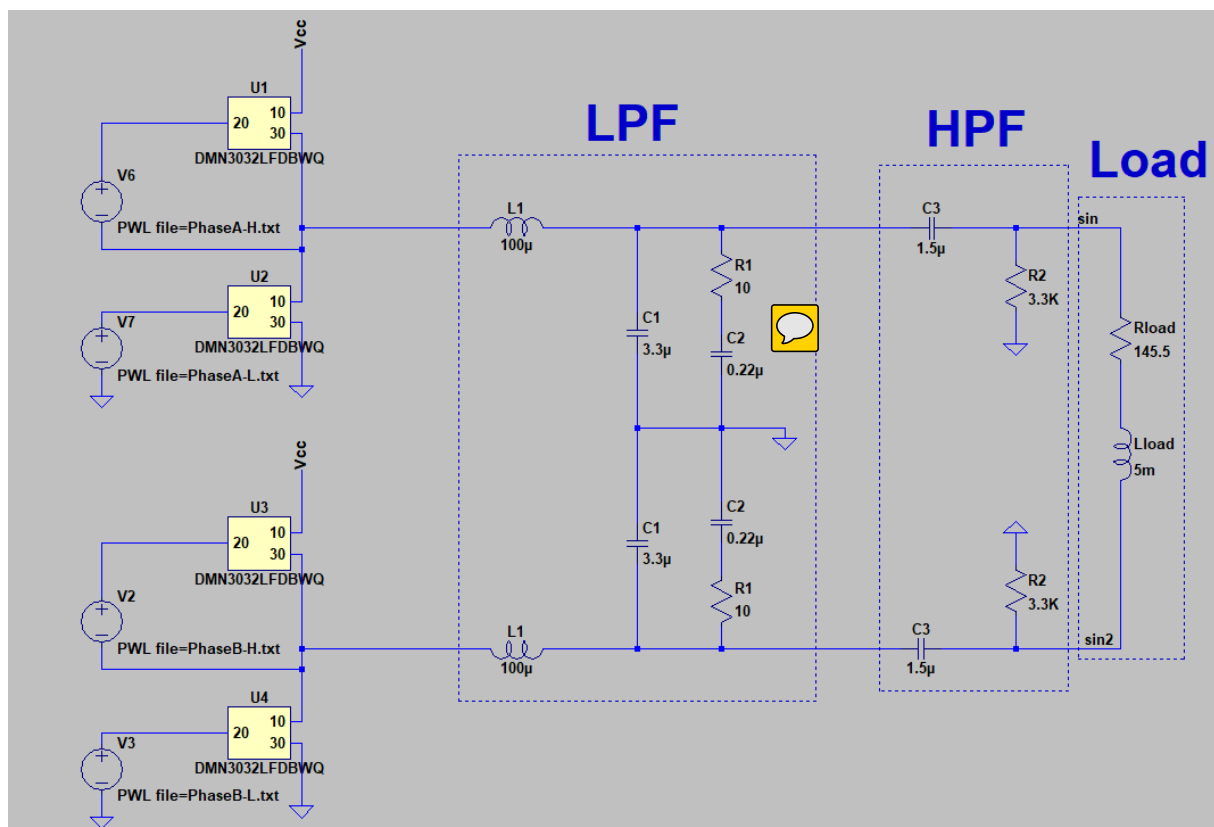 Vcc
U1
10
20
30
DMN3032LFDBWQ
V6
PWL file=PhaseA-H.txt
U2
10
20
30
DMN3032LFDBWQ
V7
PWL file=PhaseA-L.txt
Vcc
U3
10
20
30
DMN3032LFDBWQ
V2
PWL file=PhaseB-H.txt
U4
10
20
30
DMN3032LFDBWQ
V3
PWL file=PhaseB-L.txt
LPF
L1
100µ
R1
10
C1
3.3µ
C2
0.22µ
C2
0.22µ
C1
3.3µ
R1
10
L1
100µ
HPF
C3
1.5µ
R2
3.3K
R2
3.3K
C3
1.5µ
Load
sin
Rload
145.5
Lload
5m
sin2